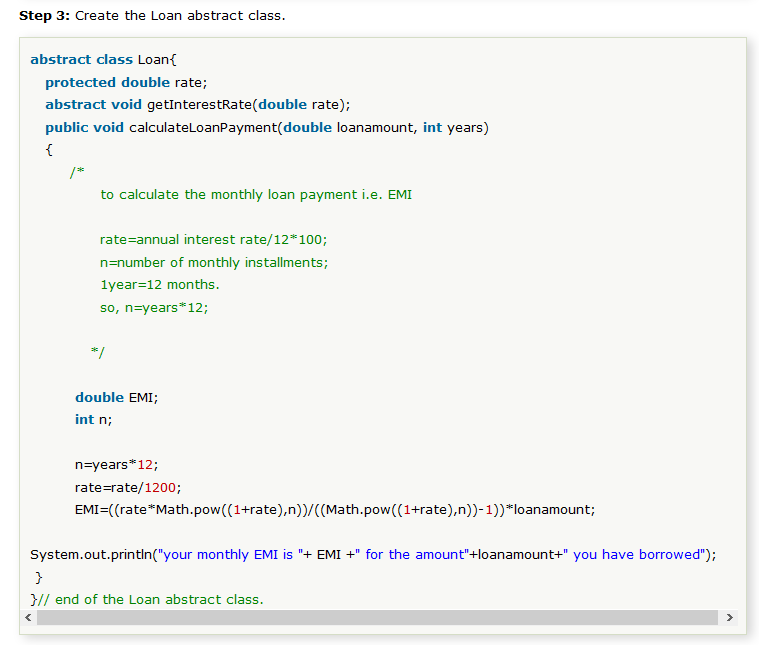 Step 3: Create the Loan abstract class.
abstract class Loan{
protected double rate;
abstract void getInterestRate(double rate);
public void calculateLoanPayment(double loanamount, int years)
{
/*
to calculate the monthly loan payment i.e. EMI
rate=annual interest rate/12*100;
n=number of monthly installments;
1year=12 months.
so, n=years*12;
*/
double EMI;
int n;
n=years*12;
rate=rate/1200;
EMI=((rate*Math.pow((1+rate),n))/((Math.pow((1+rate),n))-1))*loanamount;
System.out.println("your monthly EMI is "+ EMI +" for the amount"+loanamount+" you have borrowed");
}
}// end of the Loan abstract class.